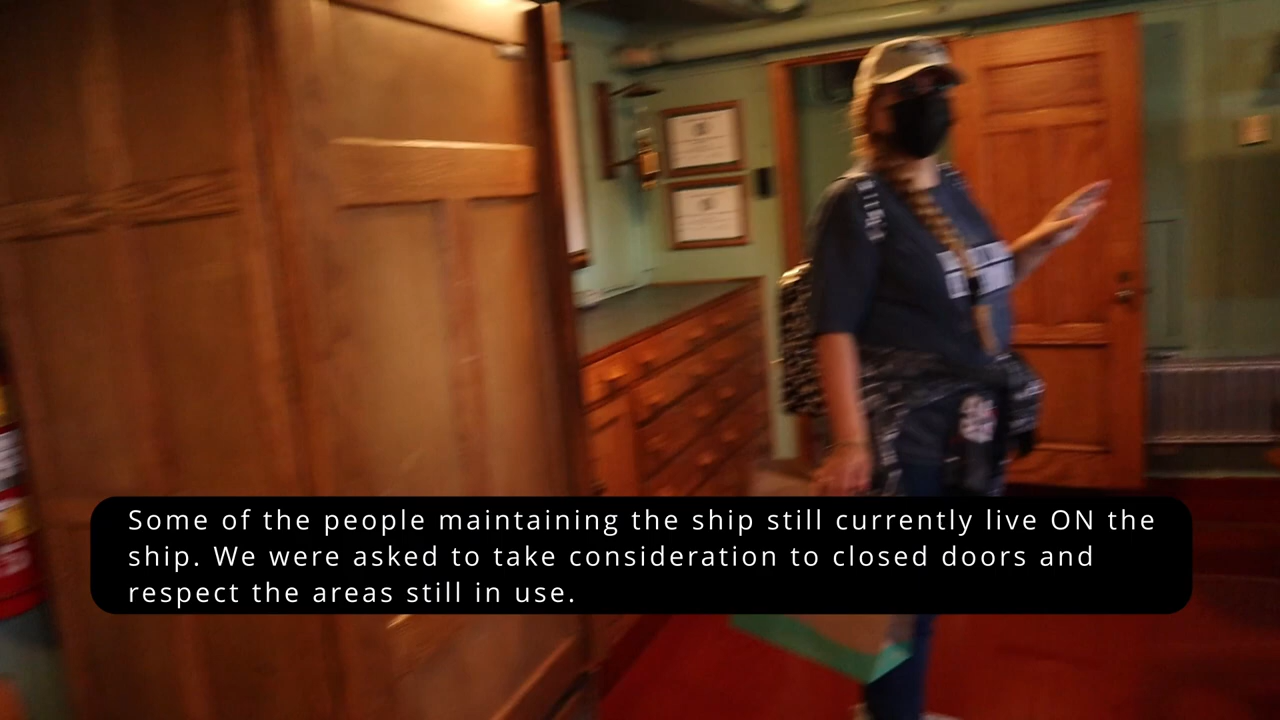 Some of the people maintaining the ship still currently live ON the
ship. We were asked to take consideration to closed doors and
respect the areas still in use.